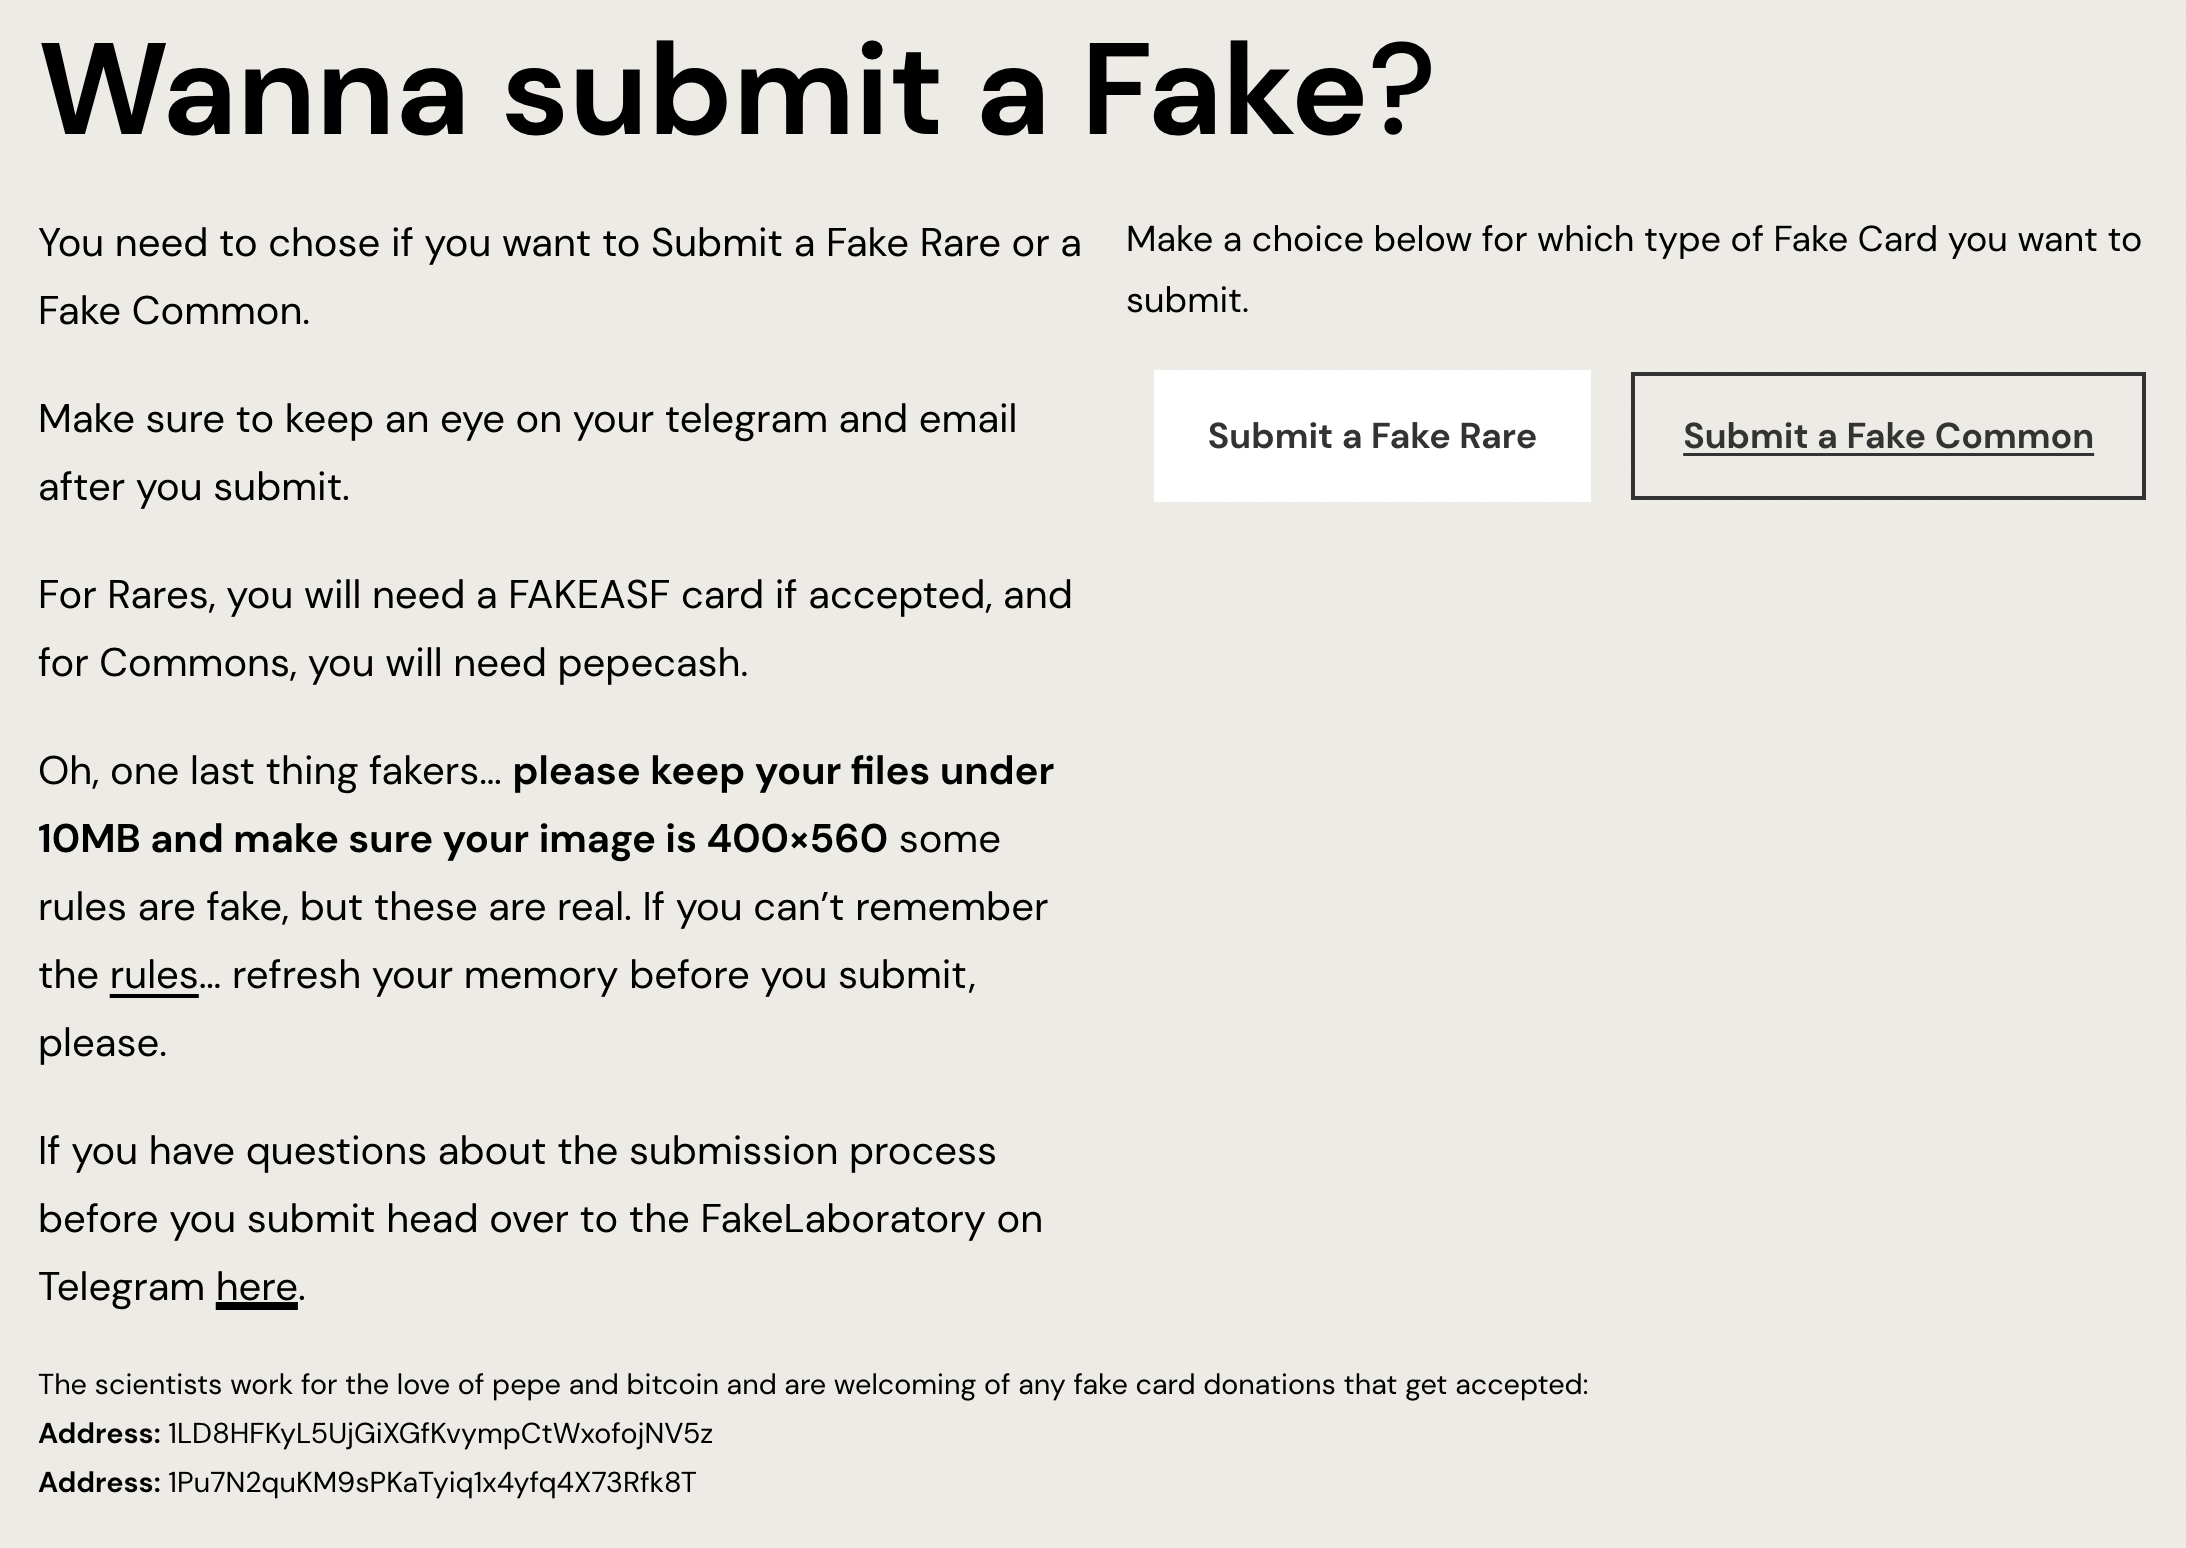 Wanna submit a Fake?
You need to chose if you want to Submit a Fake Rare or a
Fake Common.
Make sure to keep an eye on your telegram and email
after you submit.
For Rares, you will need a FAKEASF card if accepted, and
for Commons, you will need pepecash.
Oh, one last thing fakers… please keep your files under
10MB and make sure your image is 400×560 some
rules are fake, but these are real. If you can’t remember
the rules… refresh your memory before you submit,
please.
If you have questions about the submission process
before you submit head over to the FakeLaboratory on
Telegram here.
Make a choice below for which type of Fake Card you want to
submit.
Submit a Fake Rare
Submit a Fake Common
The scientists work for the love of pepe and bitcoin and are welcoming of any fake card donations that get accepted:
Address: 1LD8HFKyL5UjGiXGfKvympCtWxofojNV5z
Address: 1Pu7N2quKM9sPKaTyiq1x4yfq4X73Rfk8T